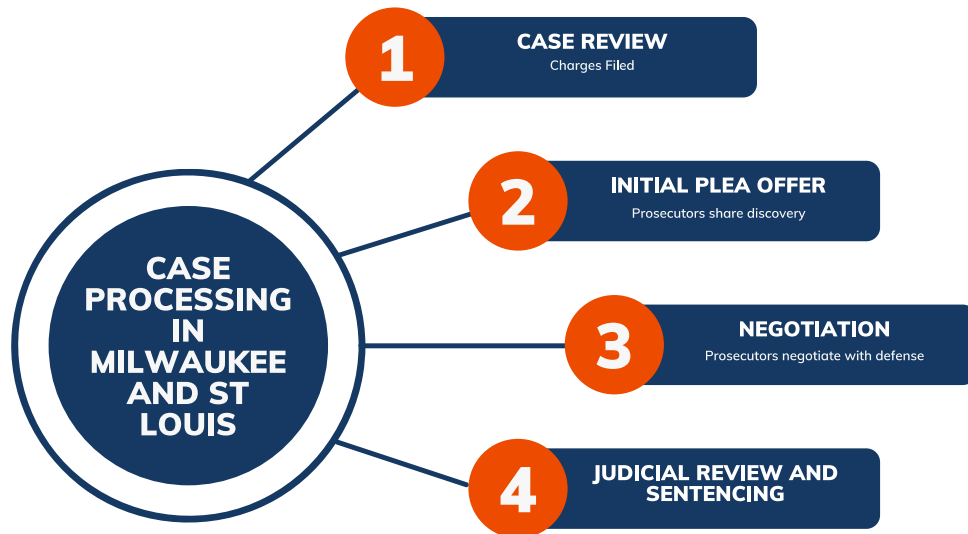 1
CASE REVIEW
Charges Filed
2
INITIAL PLEA OFFER
Prosecutors share discovery
CASE
PROCESSING
IN
MILWAUKEE
AND ST
LOUIS
3
NEGOTIATION
Prosecutors negotiate with defense
4
JUDICIAL REVIEW AND
SENTENCING